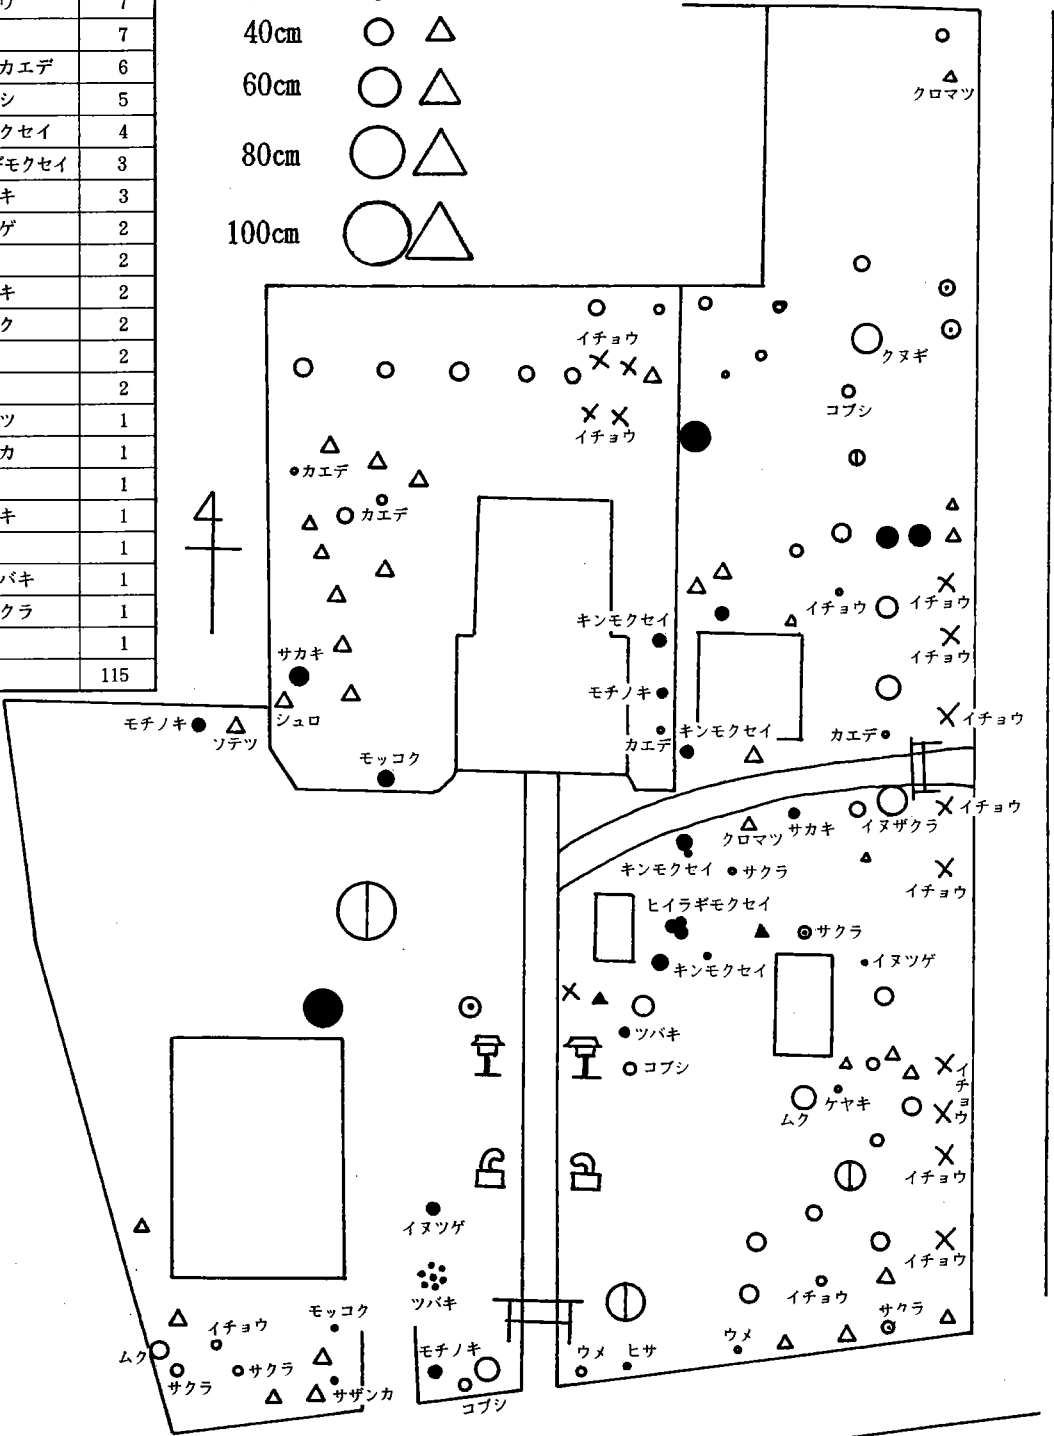 ウ 7
7
カエデ 6
シ 5
クセイ 4
ギモクセイ 3
キ 3
ゲ 2
2
キ 2
ク 2
2
2
ツ 1
カ 1
1
キ 1
1
バキ 1
クラ 1
1
115
40cm
60cm
80cm
100cm
クロマツ
イチョウ
クヌギ
コブシ
イチョウ
カエデ
カエデ
イチョウ
イチョウ
キンモクセイ
イチョウ
サカキ
モチノキ
シュロ
モチノキ
ソテツ
イチョウ
カエデ
キンモクセイ
カエデ
モッコク
イチョウ
クロマツ
サカキ
イヌザクラ
キンモクセイ
サクラ
イチョウ
ヒイラギモクセイ
サクラ
キンモクセイ
イヌツゲ
ツバキ
コブシ
イチョウ
ムク
ケヤキ
イチョウ
イヌツゲ
イチョウ
ツバキ
イチョウ
サクラ
モッコク
イチョウ
ムク
サクラ
サクラ
サザンカ
モチノキ
コブシ
ウメ
ヒサ
ウメ